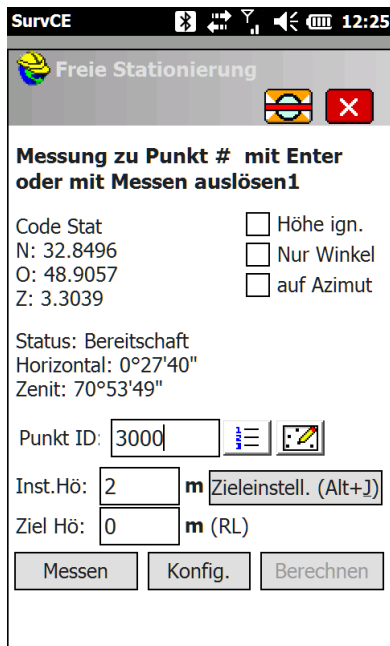 SurvCE 12:25
Freie Stationierung
Messung zu Punkt # mit Enter
oder mit Messen auslösen1
Code Stat
Höhe ign.
N: 32.8496
Nur Winkel
O: 48.9057
auf Azimut
Z: 3.3039
Status: Bereitschaft
Horizontal: 0°27'40"
Zenit: 70°53'49"
Punkt ID: 3000
Inst.Hö: 2 m Zieleinstell. (Alt+J)
Ziel Hö: 0 m (RL)
Messen Konfig. Berechnen